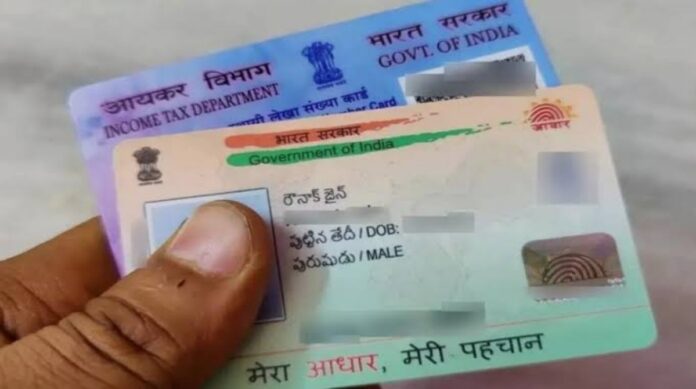 आयकर विभाग
INCOME TAX DEPARTMENT
भारत सरकार
GOVT. OF INDIA
लेखा संख्या कार्ड
Card
भारत सरकार
Government of India
आधार
రౌనాక్ జైన్
పుట్టిన తేదీ / DOB:
పురుషుడు / MALE
मेरा आधार, मेरी पहचान